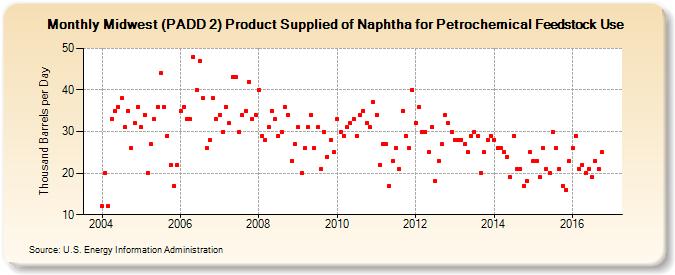 Monthly Midwest (PADD 2) Product Supplied of Naphtha for Petrochemical Feedstock Use
Thousand Barrels per Day
50
40
30
20
10
2004 2006 2008 2010 2012 2014 2016
Source: U.S. Energy Information Administration